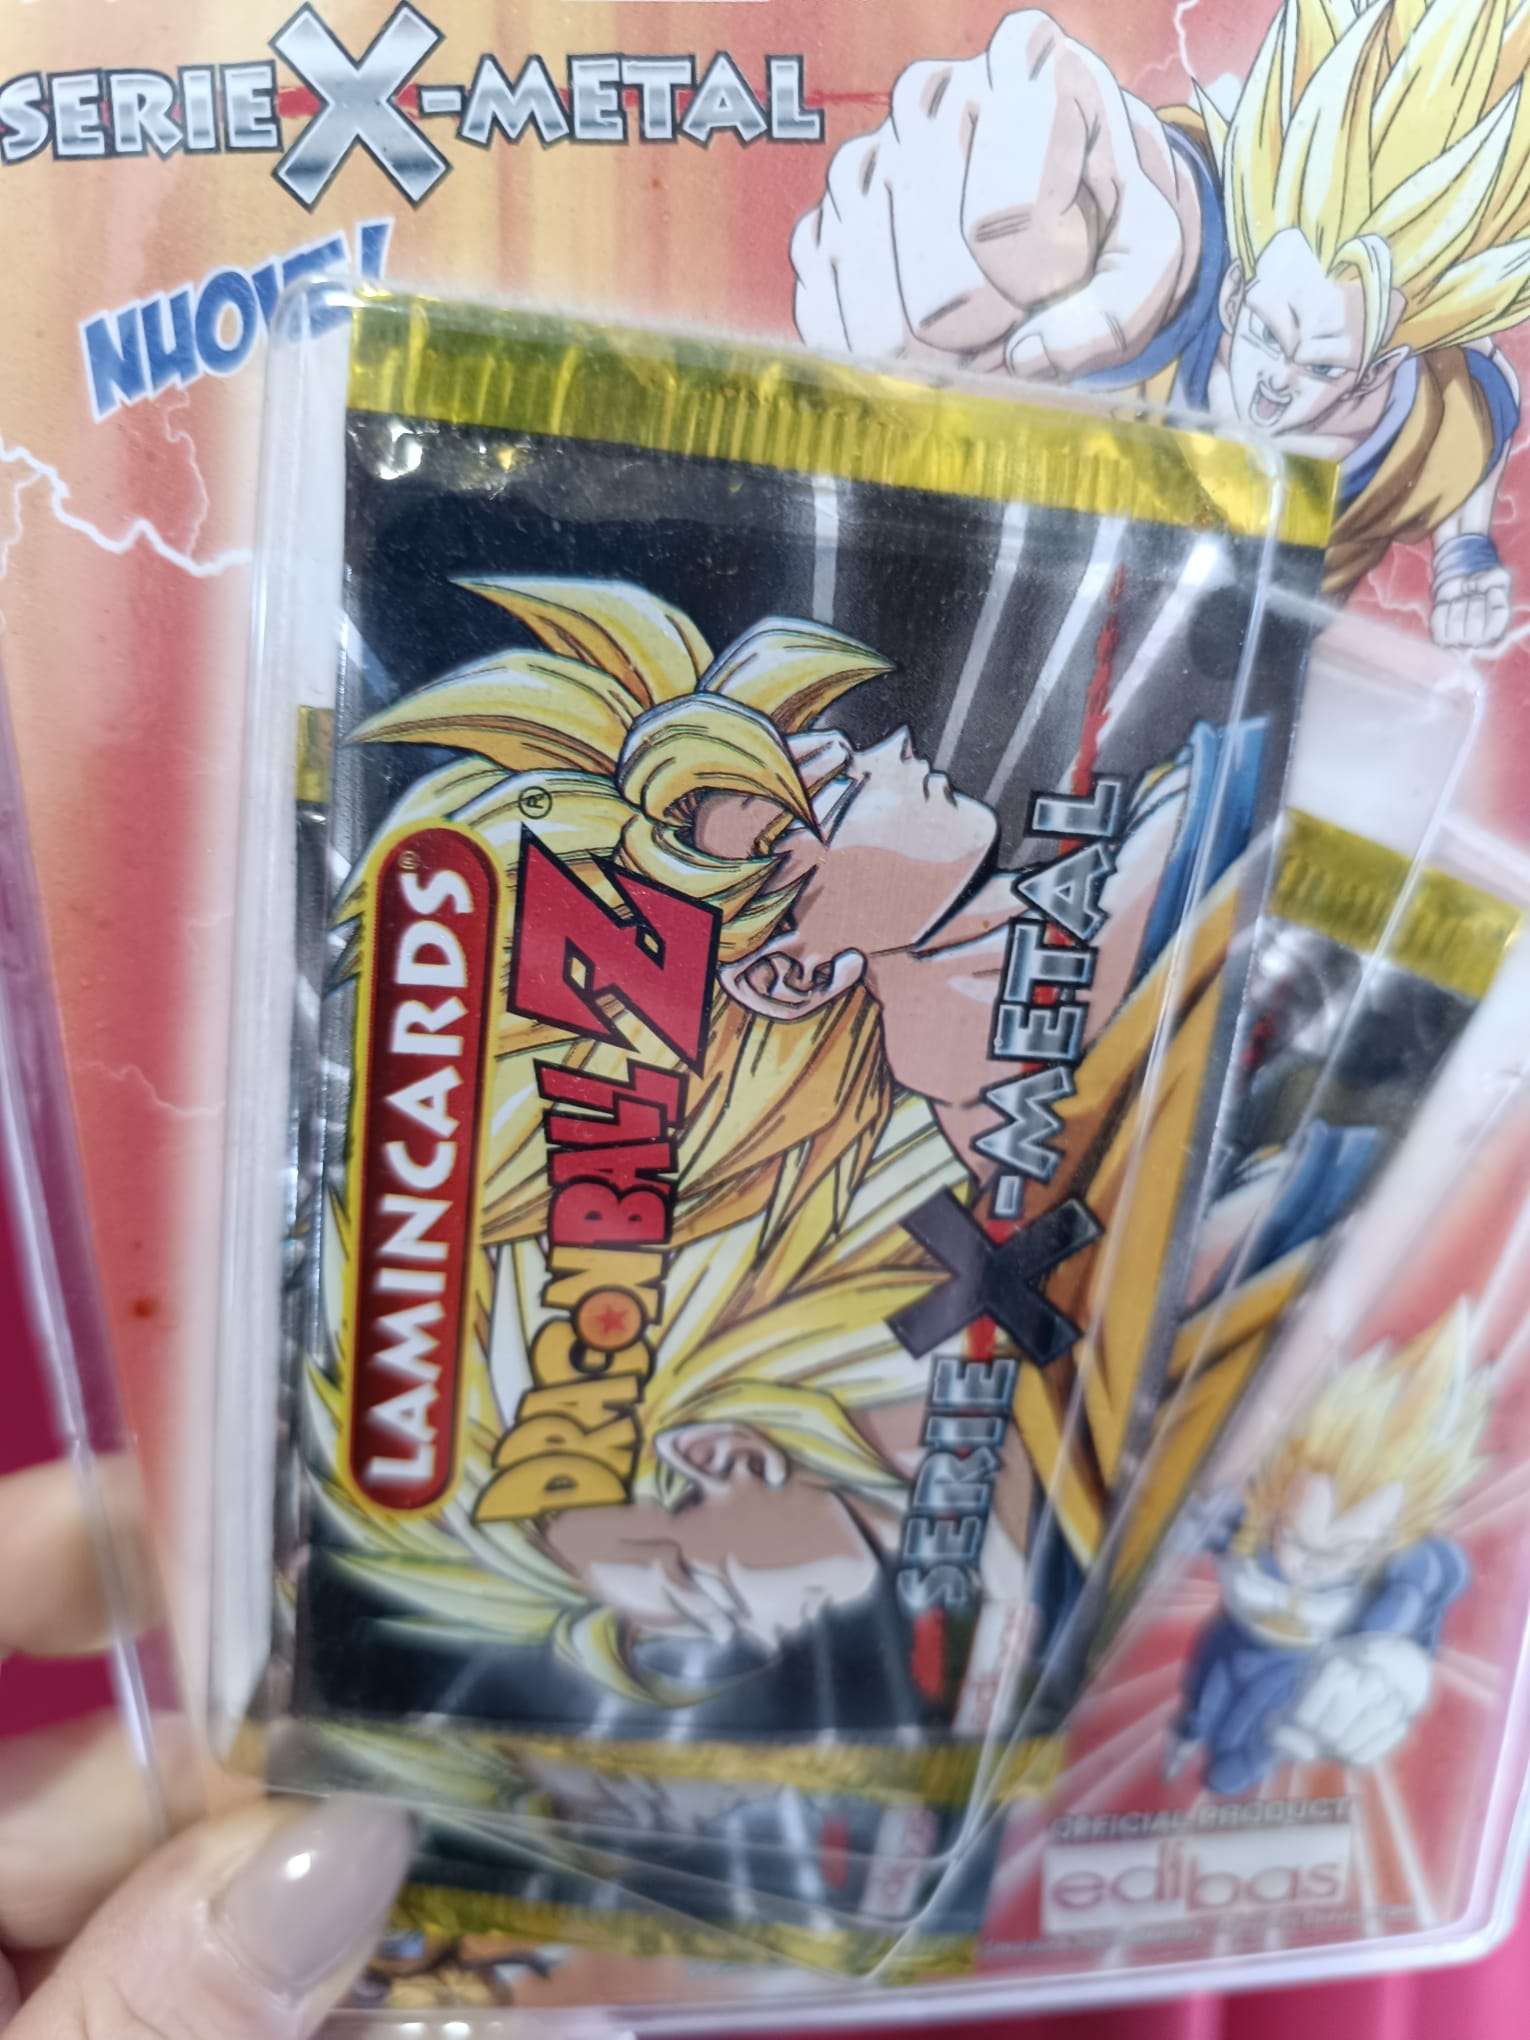 SERIE X-METAL
NUOVE!
LAMINCARDS®
DRAGON BALL Z®
SERIE X-METAL
OFFICIAL PRODUCT
edibas